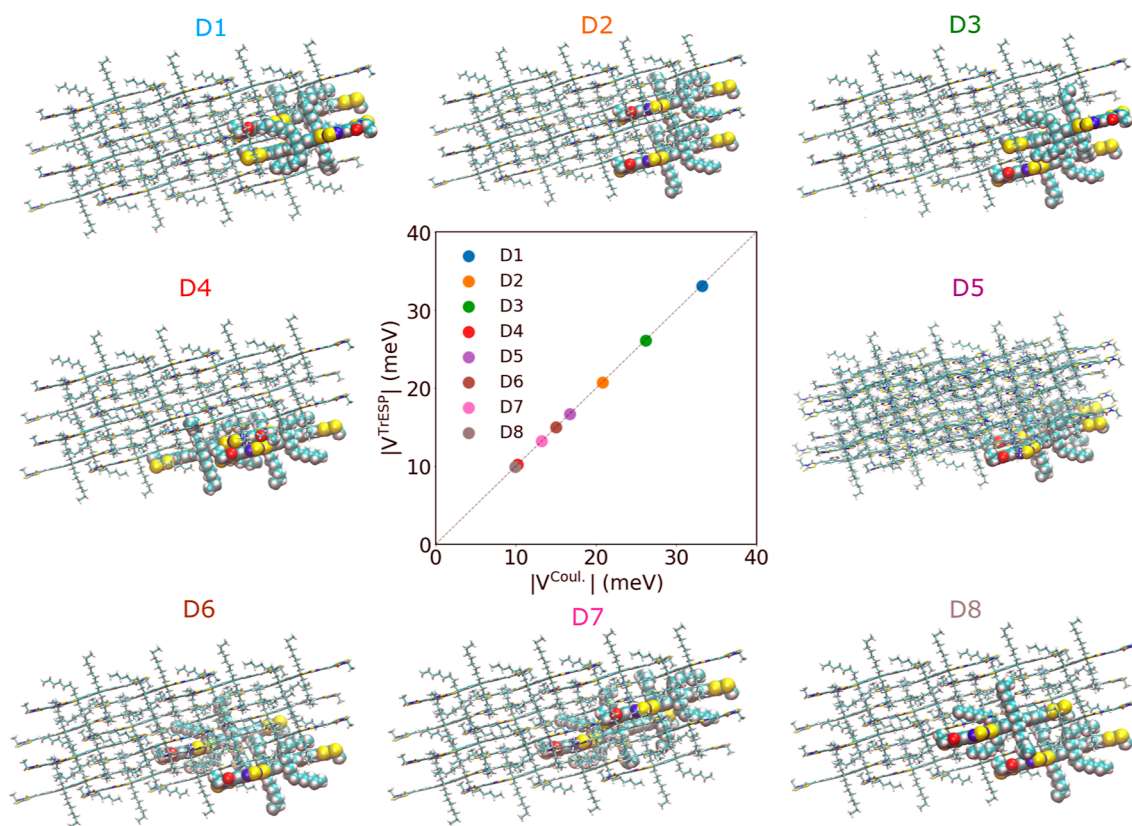 D1
D2
D3
D4
D5
40
30
20
10
0
|V^TrESP| (meV)
D1
D2
D3
D4
D5
D6
D7
D8
0
10
20
30
40
|V^Coul.| (meV)
D6
D7
D8